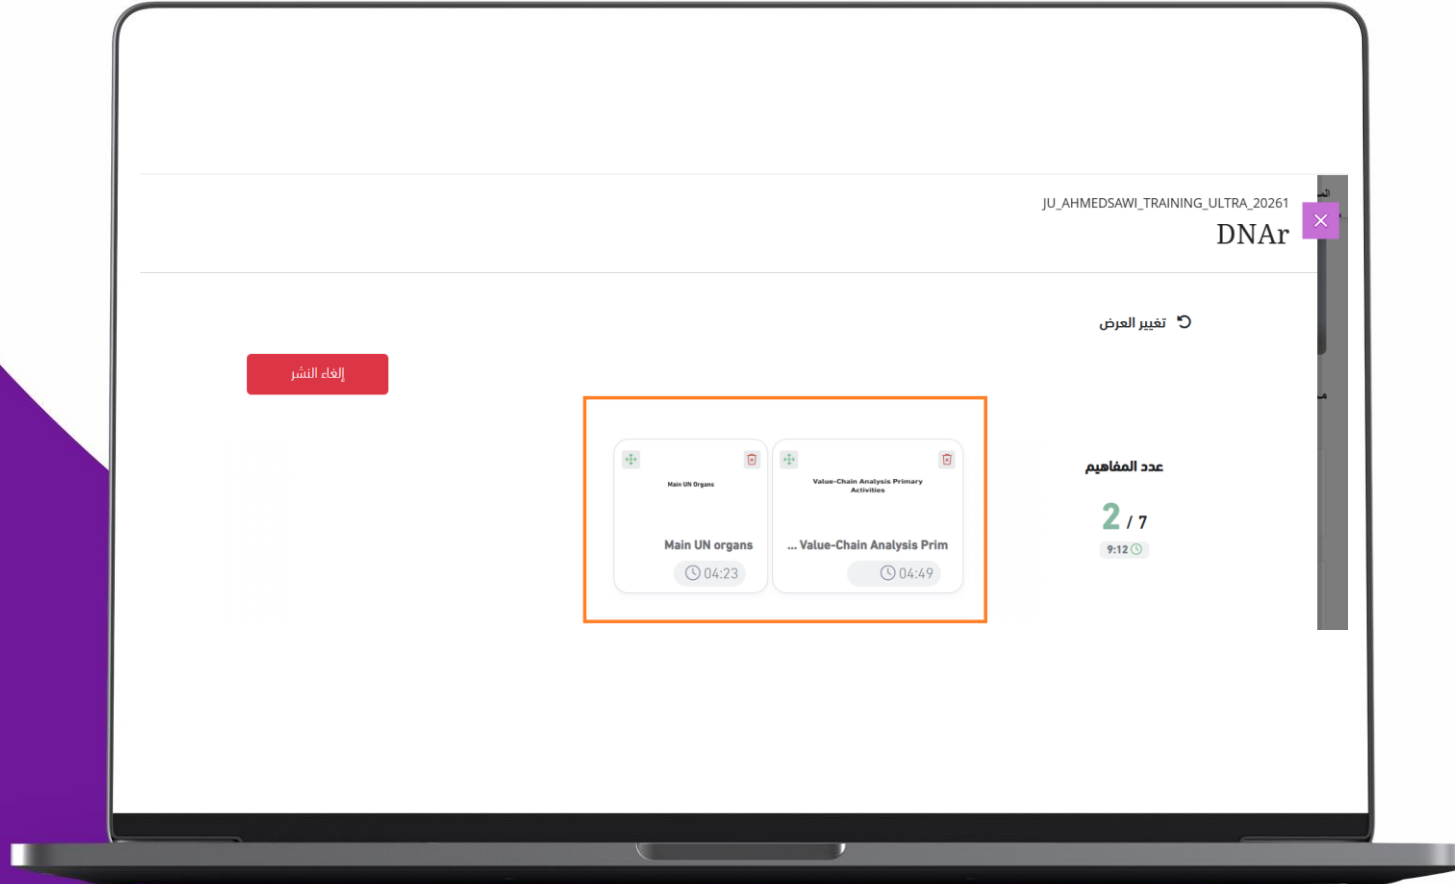 JU_AHMEDSAWI_TRAINING_ULTRA_20261
DNAr
تغيير العرض
إلغاء النشر
عدد المفاهيم
2 / 7
9:12
Value-Chain Analysis Primary
Activities
... Value-Chain Analysis Prim
04:49
Main UN Organs
Main UN organs
04:23